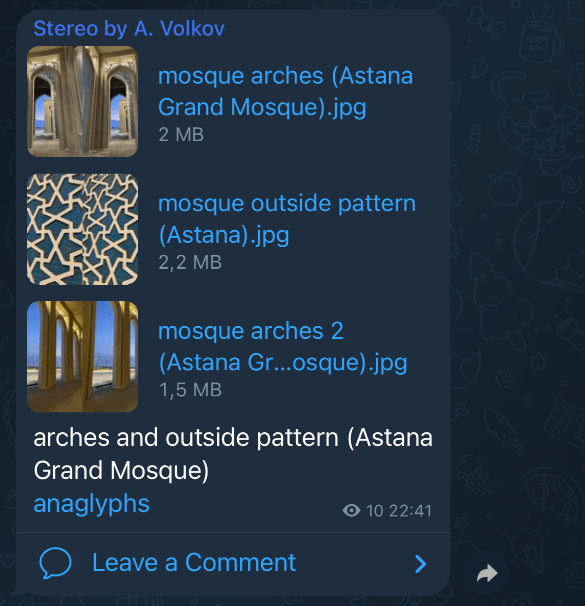 Stereo by A. Volkov
mosque arches (Astana
Grand Mosque).jpg
2 MB
mosque outside pattern
(Astana).jpg
2,2 MB
mosque arches 2
(Astana Gr...osque).jpg
1,5 MB
arches and outside pattern (Astana
Grand Mosque)
anaglyphs
10 22:41
Leave a Comment